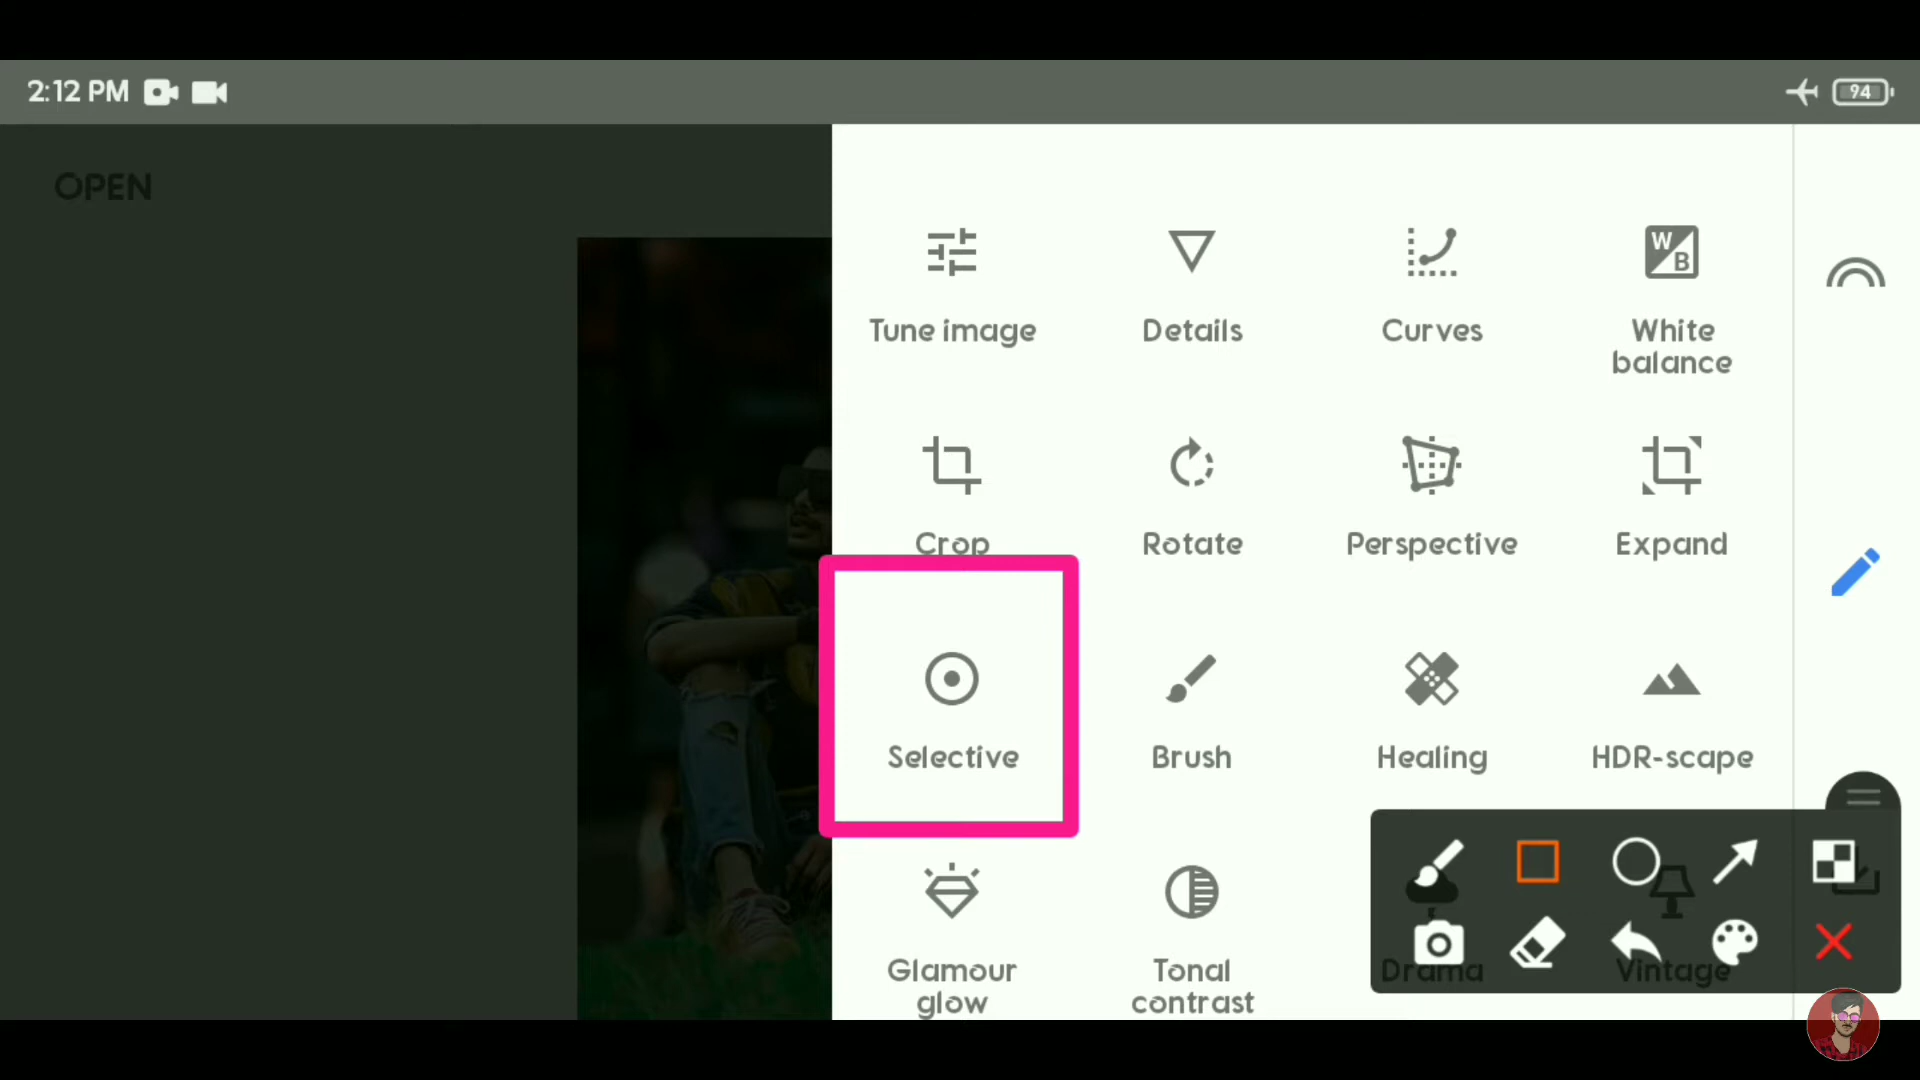 2:12 PM
94
OPEN
Tune image
Details
Curves
W
B
White
balance
Crop
Rotate
Perspective
Expand
Selective
Brush
Healing
HDR-scape
Glamour
glow
Tonal
contrast
Drama
Vintage